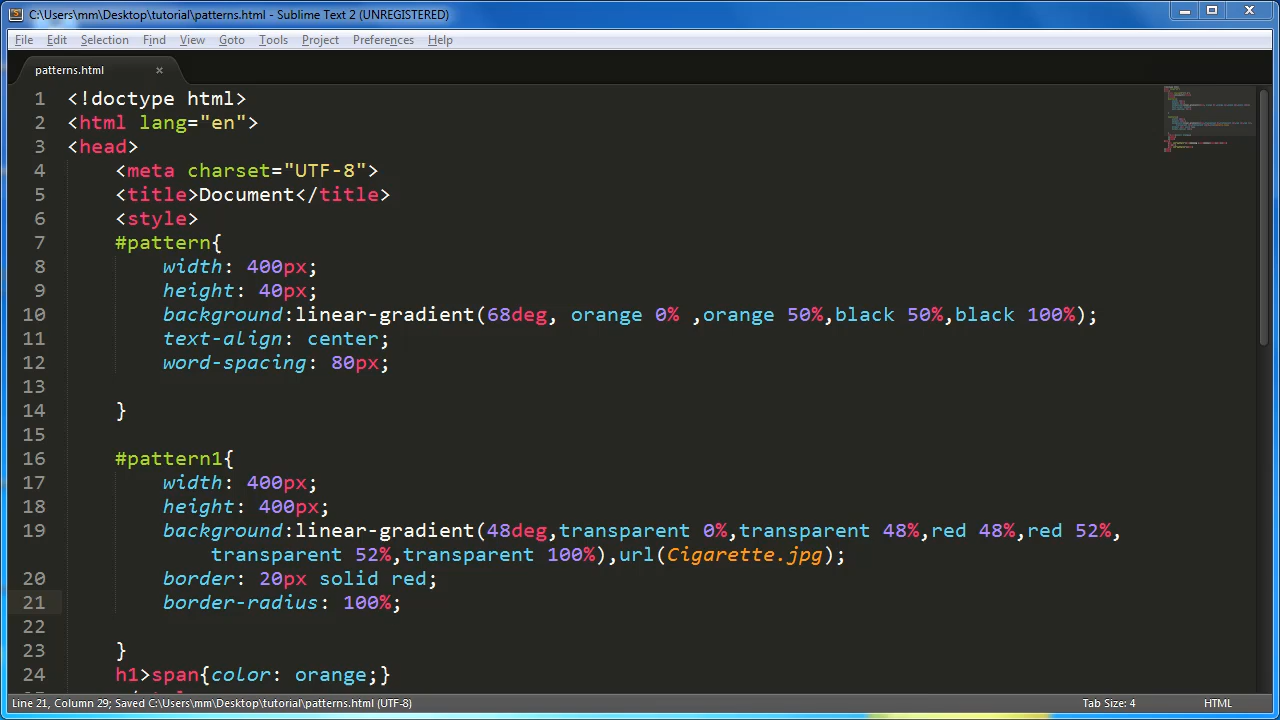 C:\Users\mm\Desktop\tutorial\patterns.html - Sublime Text 2 (UNREGISTERED)
File Edit Selection Find View Goto Tools Project Preferences Help
patterns.html ×
1 <!doctype html>
2 <html lang="en">
3 <head>
4 <meta charset="UTF-8">
5 <title>Document</title>
6 <style>
7 #pattern{
8 width: 400px;
9 height: 40px;
10 background:linear-gradient(68deg, orange 0% ,orange 50%,black 50%,black 100%);
11 text-align: center;
12 word-spacing: 80px;
13
14 }
15
16 #pattern1{
17 width: 400px;
18 height: 400px;
19 background:linear-gradient(48deg,transparent 0%,transparent 48%,red 48%,red 52%,
transparent 52%,transparent 100%),url(Cigarette.jpg);
20 border: 20px solid red;
21 border-radius: 100%;
22
23 }
24 h1>span{color: orange;}
Line 21, Column 29; Saved C:\Users\mm\Desktop\tutorial\patterns.html (UTF-8) Tab Size: 4 HTML